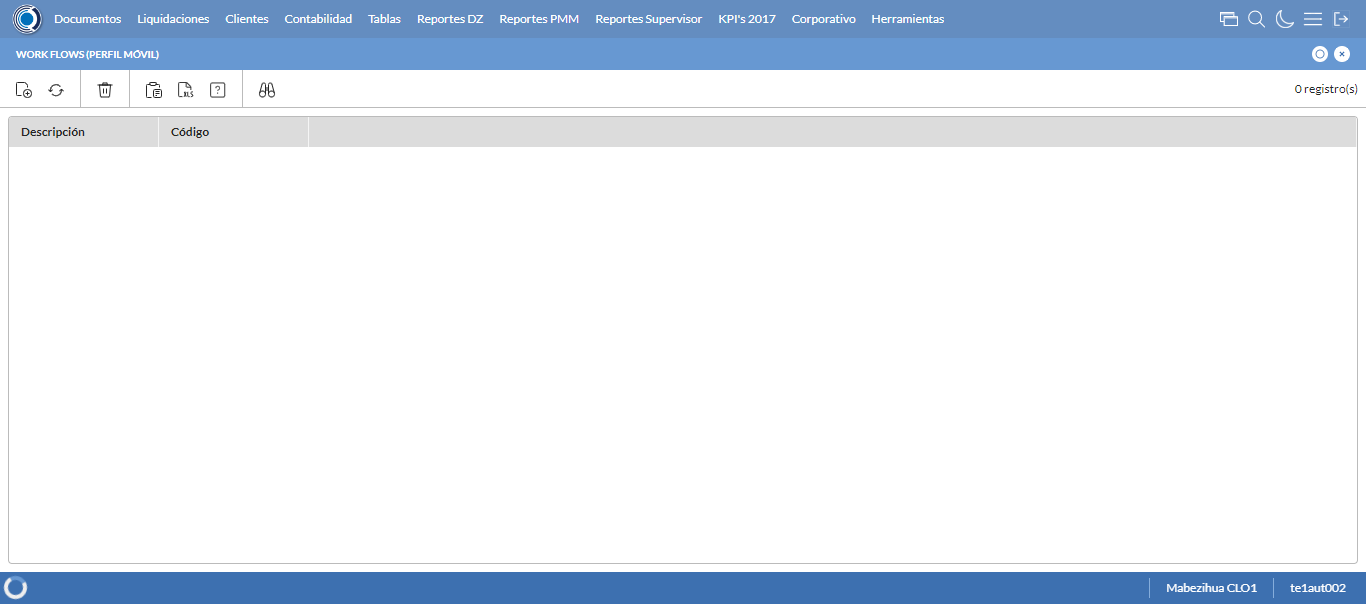 Documentos Liquidaciones Clientes Contabilidad Tablas Reportes DZ Reportes PMM Reportes Supervisor KPI's 2017 Corporativo Herramientas
WORK FLOWS (PERFIL MÓVIL)
XLS ? 0 registro(s)
Descripción Código
Mabezihua CLO1 te1aut002